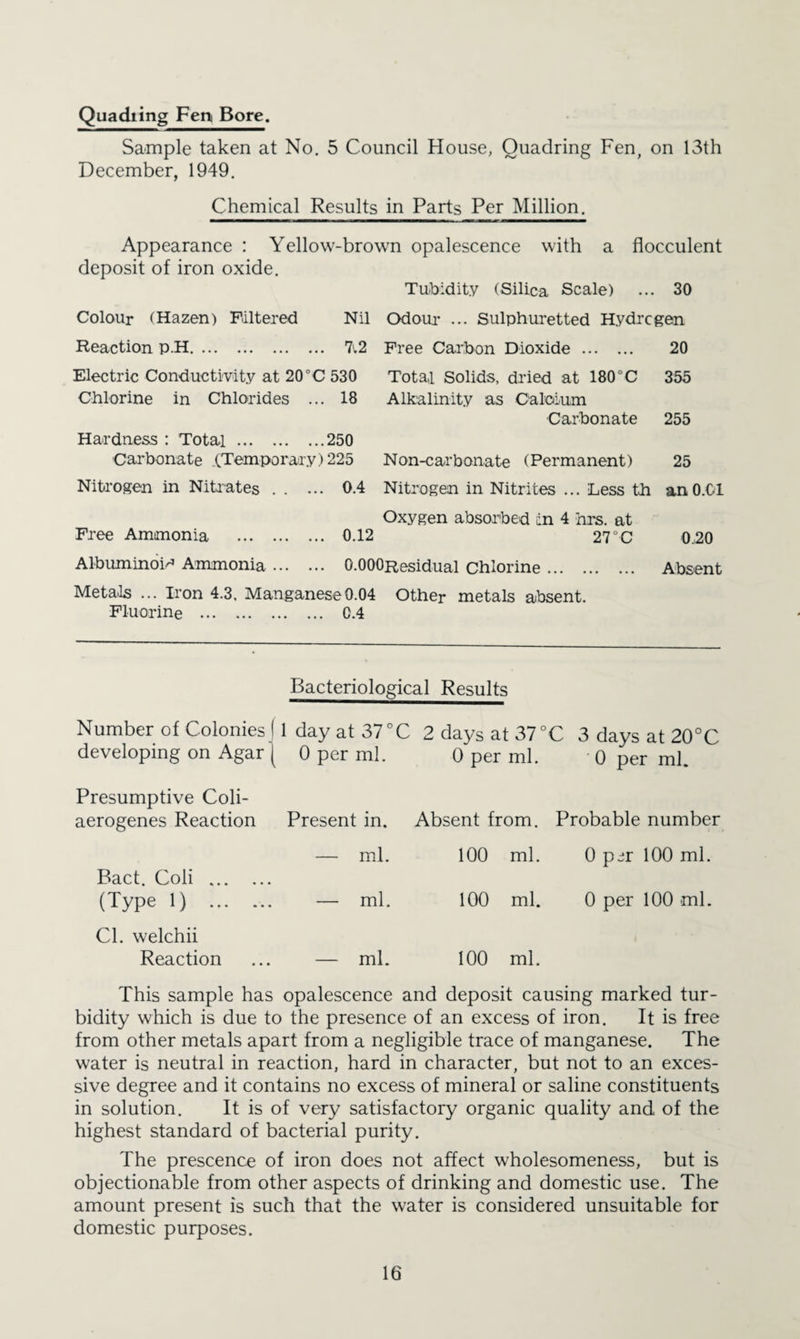 Quadiing Fen Bore.
Sample taken at No. 5 Council House, Quadring Fen, on 13th
December, 1949.
Chemical Results in Parts Per Million.
Appearance : Yellow-brown opalescence with a flocculent
deposit of iron oxide.
Tubidity (Silica Scale) ... 30
Colour (Hazen) Filtered Nil Odour ... Sulphuretted Hydrcgen
Reaction p.H. ... ... ... ... 7.2 Free Carbon Dioxide ... ... 20
Electric Conductivity at 20°C 530 Total Solids, dried at 180°C 355
Chlorine in Chlorides ... 18 Alkalinity as Calcium
Carbonate 255
Hardness : Total ... ... ...250
Carbonate (Temporary) 225 Non-carbonate (Permanent) 25
Nitrogen in Nitrates . . ... 0.4 Nitrogen in Nitrites ... Less th an 0.01
Oxygen absorbed in 4 hrs. at
Free Ammonia ... ... ... 0.12 27°C 0.20
Albuminoid Ammonia ... ... 0.000 Residual Chlorine ... ... ... Absent
Metals ... Iron 4.3, Manganese 0.04 Other metals absent.
Fluorine ... ... ... ... 0.4
Bacteriological Results
Number of Colonies ( 1 day at 37°C 2 days at 37°C 3 days at 20°C
developing on Agar ( 0 per ml. 0 per ml. 0 per ml.
Presumptive Coli-
aerogenes Reaction Present in. Absent from. Probable number
— ml. 100 ml. 0 per 100 ml.
Bact. Coli ... ...
(Type 1) ... ... — ml. 100 ml. 0 per 100 ml.
Cl. welchii
Reaction ... — ml. 100 ml.
This sample has opalescence and deposit causing marked tur-
bidity which is due to the presence of an excess of iron. It is free
from other metals apart from a negligible trace of manganese. The
water is neutral in reaction, hard in character, but not to an exces-
sive degree and it contains no excess of mineral or saline constituents
in solution. It is of very satisfactory organic quality and of the
highest standard of bacterial purity.
The prescence of iron does not affect wholesomeness, but is
objectionable from other aspects of drinking and domestic use. The
amount present is such that the water is considered unsuitable for
domestic purposes.
16